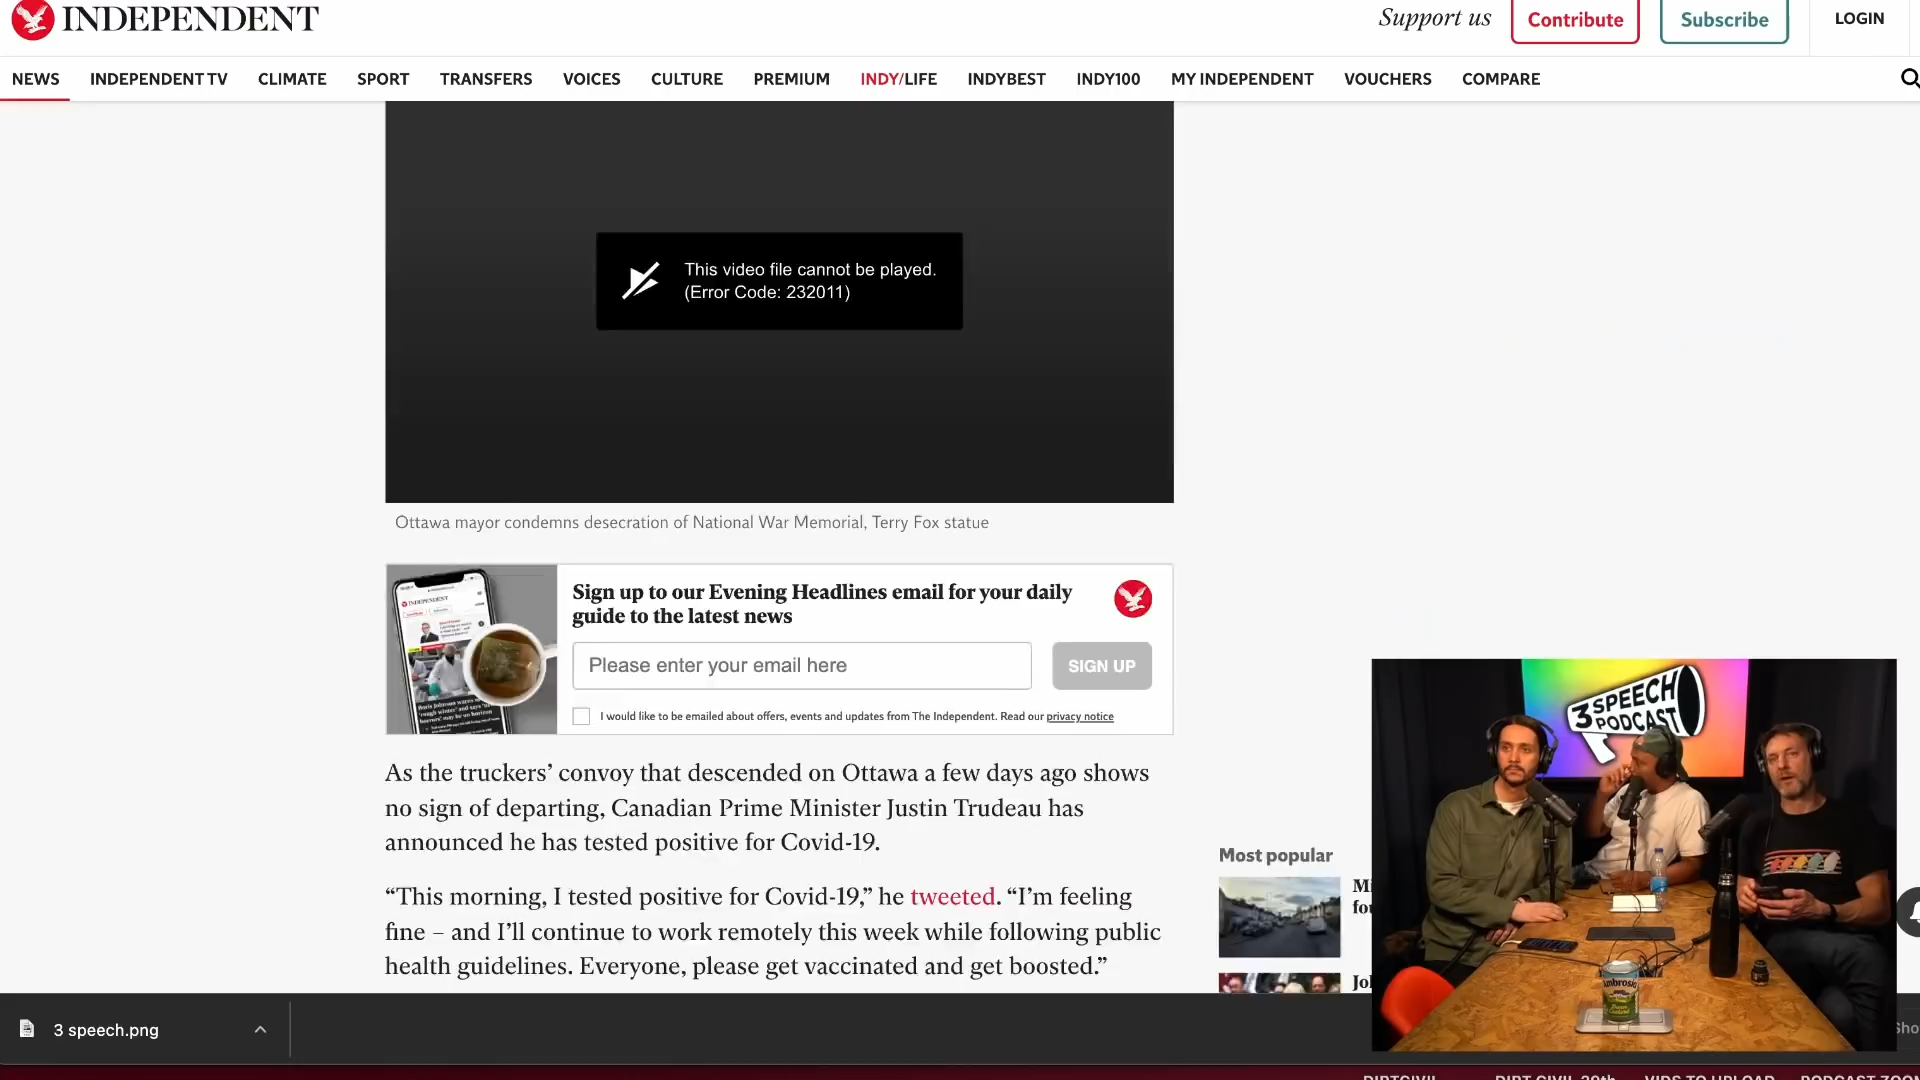 INDEPENDENT
Support us
Contribute
Subscribe
LOGIN
NEWS INDEPENDENT TV CLIMATE SPORT TRANSFERS VOICES CULTURE PREMIUM INDY/LIFE INDYBEST INDY100 MY INDEPENDENT VOUCHERS COMPARE
This video file cannot be played.
(Error Code: 232011)
Ottawa mayor condemns desecration of National War Memorial, Terry Fox statue
Sign up to our Evening Headlines email for your daily
guide to the latest news
Please enter your email here
SIGN UP
I would like to be emailed about offers, events and updates from The Independent. Read our privacy notice
As the truckers’ convoy that descended on Ottawa a few days ago shows
no sign of departing, Canadian Prime Minister Justin Trudeau has
announced he has tested positive for Covid-19.
“This morning, I tested positive for Covid-19,” he tweeted. “I’m feeling
fine – and I’ll continue to work remotely this week while following public
health guidelines. Everyone, please get vaccinated and get boosted.”
Most popular
3 SPEECH
PODCAST
Ambrosia
3 speech.png